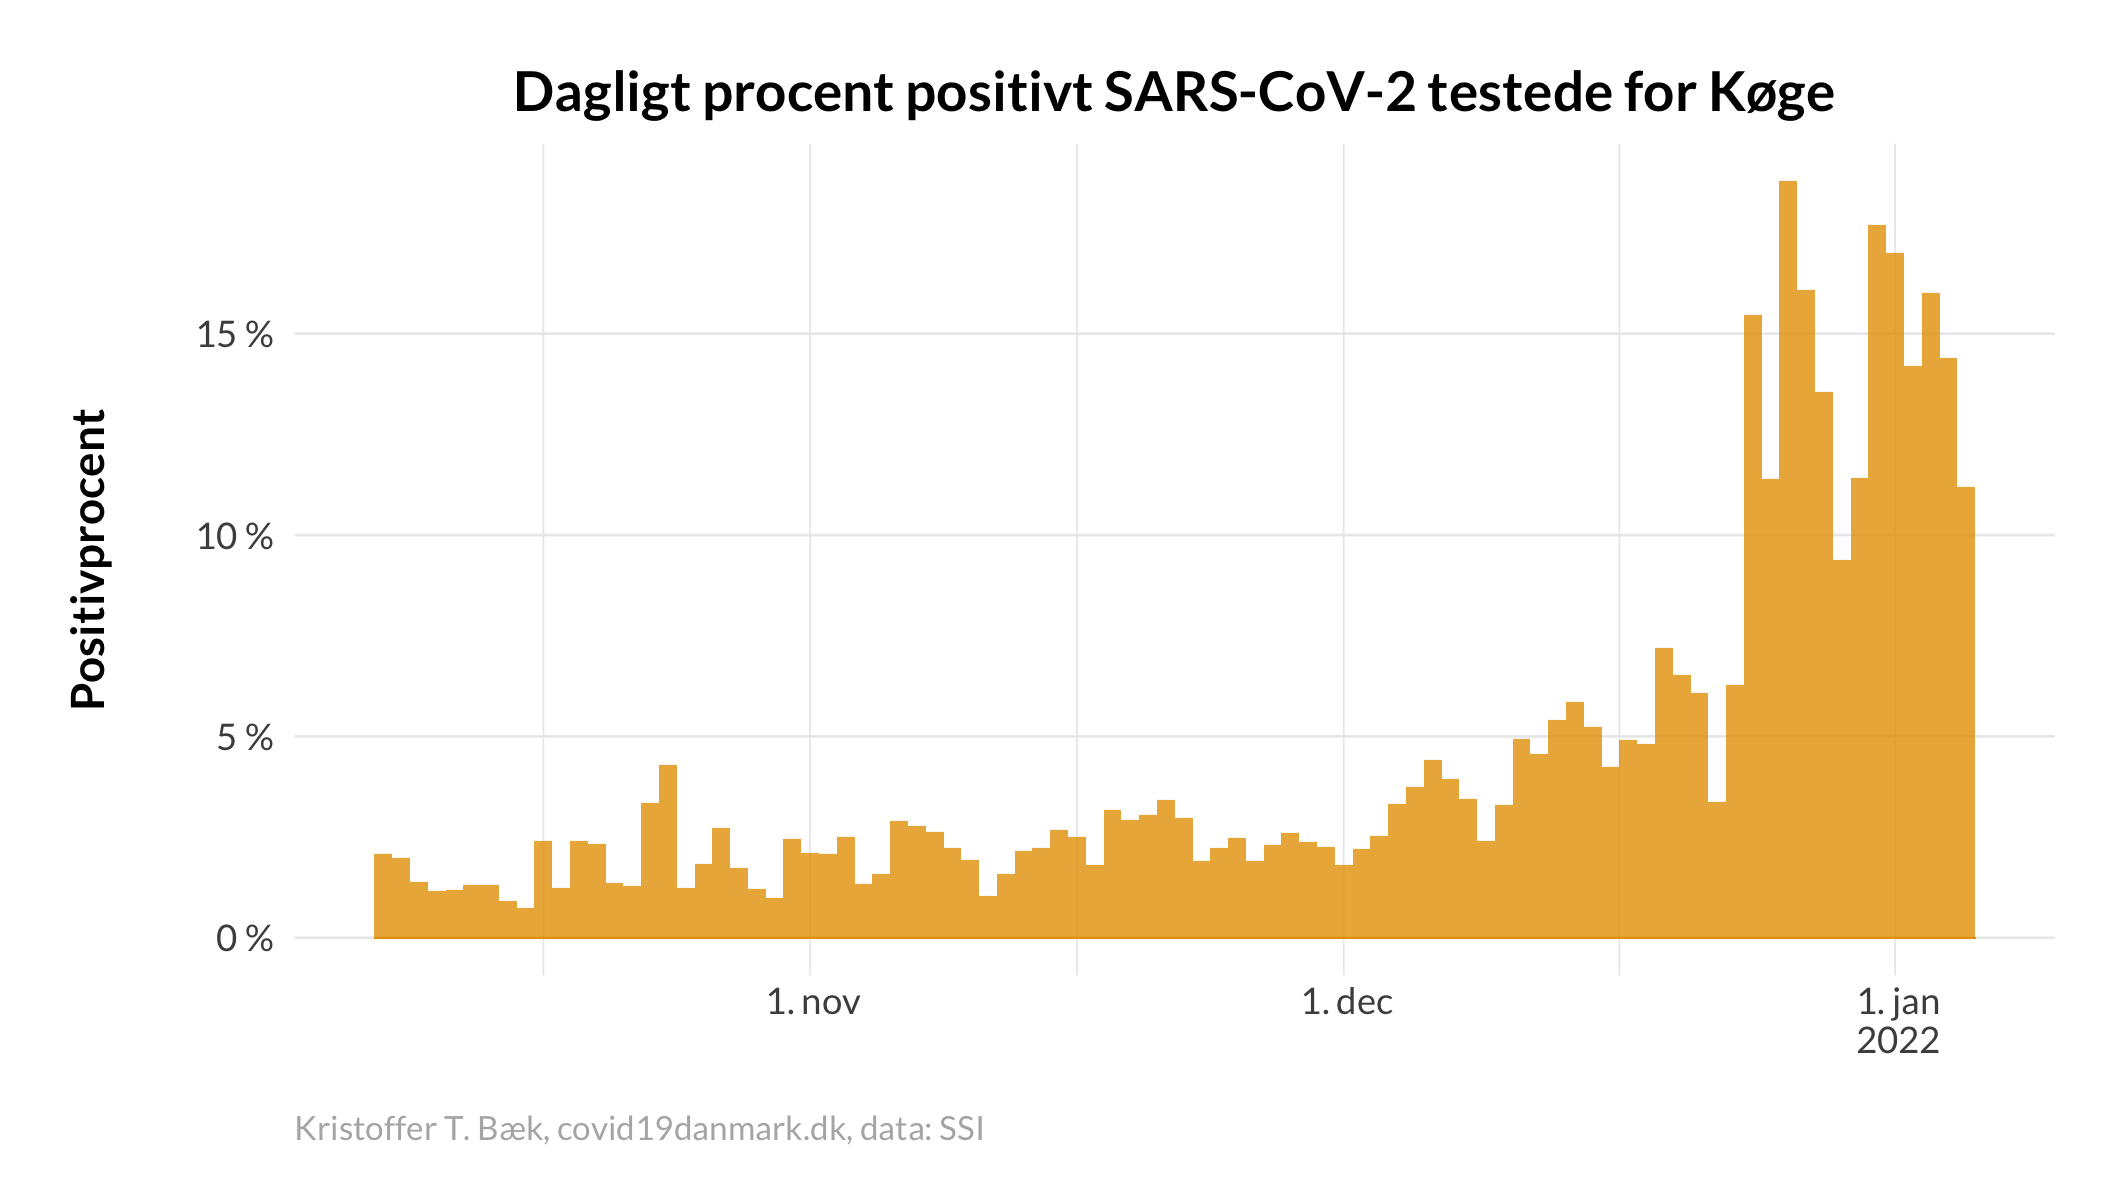 Dagligt procent positivt SARS-CoV-2 testede for Køge
Positivprocent
15 %
10 %
5 %
0 %
1. nov
1. dec
1. jan
2022
Kristoffer T. Bæk, covid19danmark.dk, data: SSI